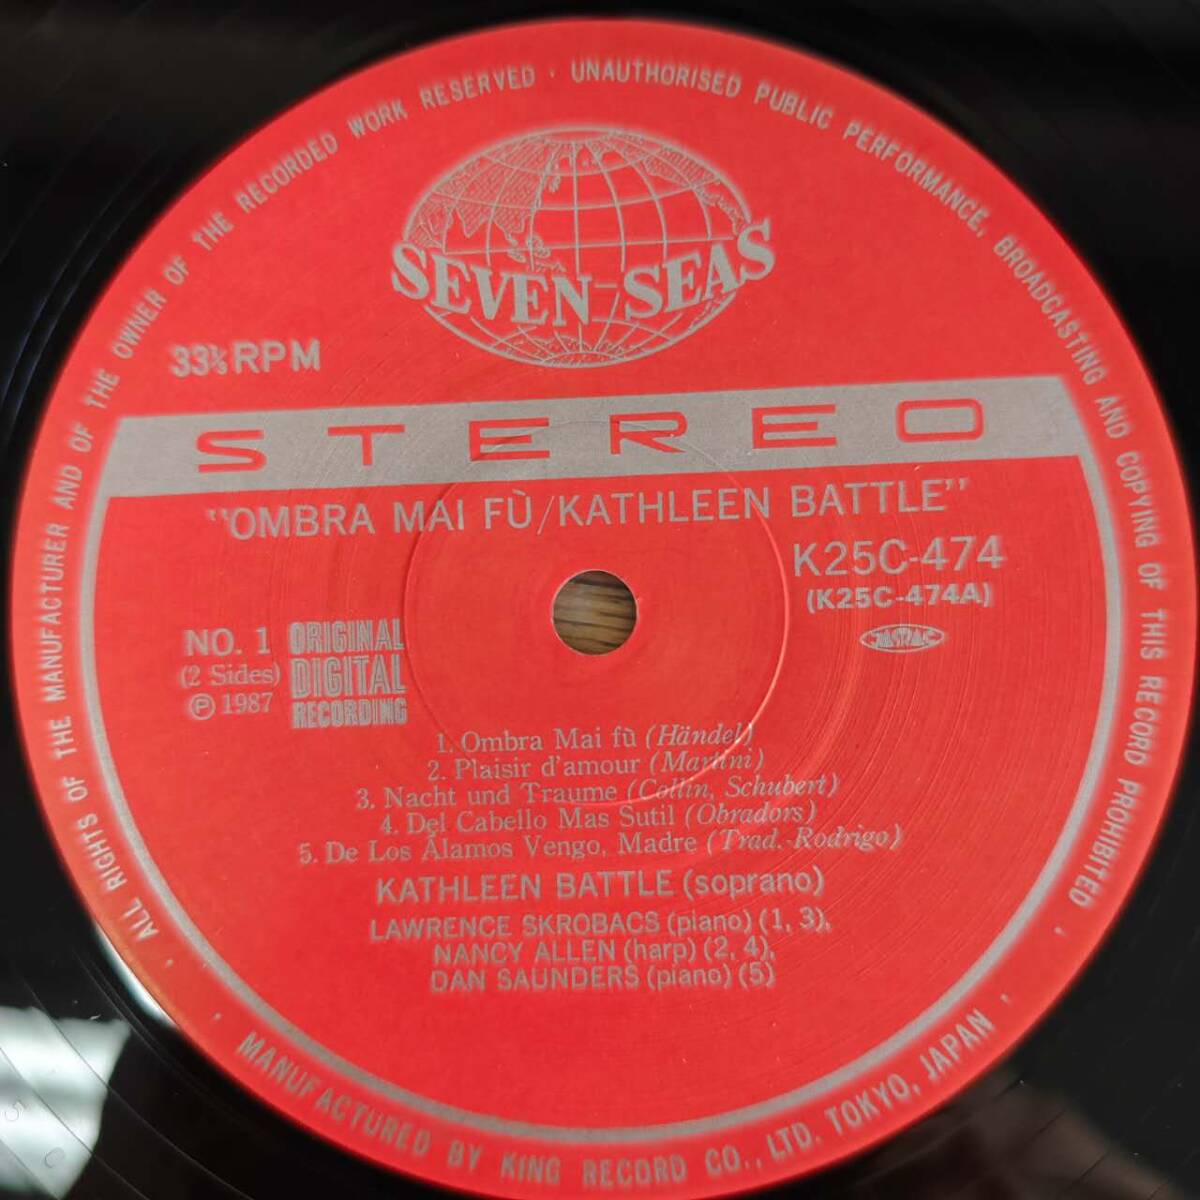 ALL RIGHTS OF THE MANUFACTURER AND OF THE OWNER OF THE RECORDED WORK RESERVED · UNAUTHORISED PUBLIC PERFORMANCE, BROADCASTING AND COPYING OF THIS RECORD PROHIBITED
SEVEN SEAS
33⅓ RPM
STEREO
"OMBRA MAI FÙ/KATHLEEN BATTLE"
K25C-474
(K25C-474A)
JASRAC
NO. 1
(2 Sides)
Ⓟ 1987
ORIGINAL
DIGITAL
RECORDING
1. Ombra Mai fù (Händel)
2. Plaisir d'amour (Martini)
3. Nacht und Traume (Collin, Schubert)
4. Del Cabello Mas Sutil (Obradors)
5. De Los Alamos Vengo, Madre (Trad.-Rodrigo)
KATHLEEN BATTLE (soprano)
LAWRENCE SKROBACS (piano) (1, 3),
NANCY ALLEN (harp) (2, 4),
DAN SAUNDERS (piano) (5)
· MANUFACTURED BY KING RECORD CO., LTD. TOKYO, JAPAN ·